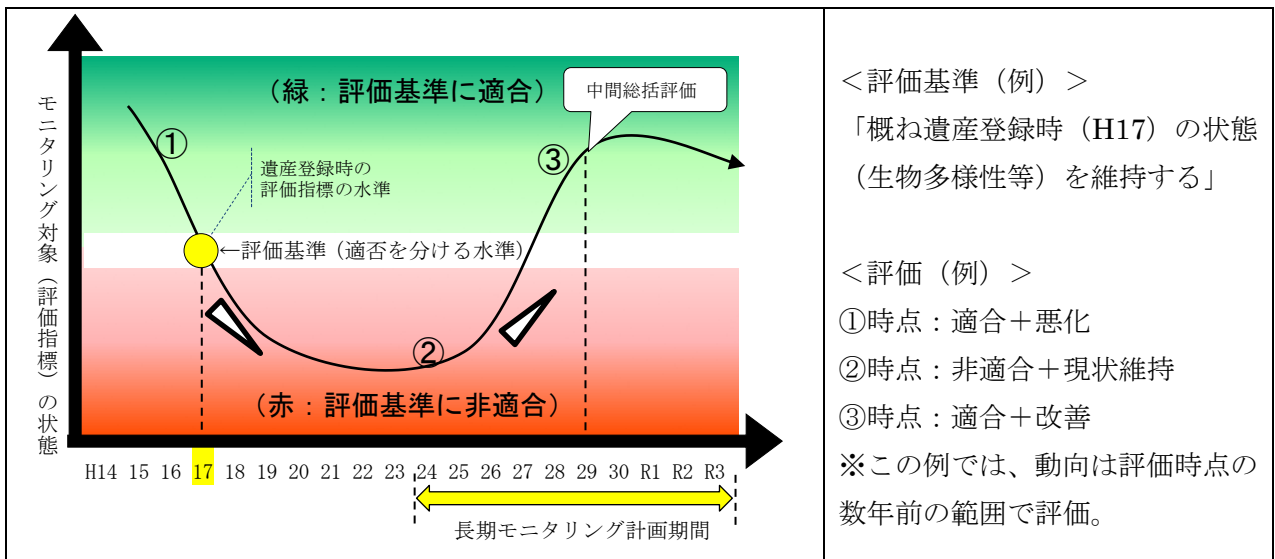 モニタリング対象（評価指標）の状態
（緑：評価基準に適合）
中間総括評価
①
③
遺産登録時の
評価指標の水準
←評価基準（適否を分ける水準）
②
（赤：評価基準に非適合）
H14 15 16 17 18 19 20 21 22 23 24 25 26 27 28 29 30 R1 R2 R3
長期モニタリング計画期間
＜評価基準（例）＞
「概ね遺産登録時（H17）の状態
（生物多様性等）を維持する」
＜評価（例）＞
①時点：適合＋悪化
②時点：非適合＋現状維持
③時点：適合＋改善
※この例では、動向は評価時点の
数年前の範囲で評価。